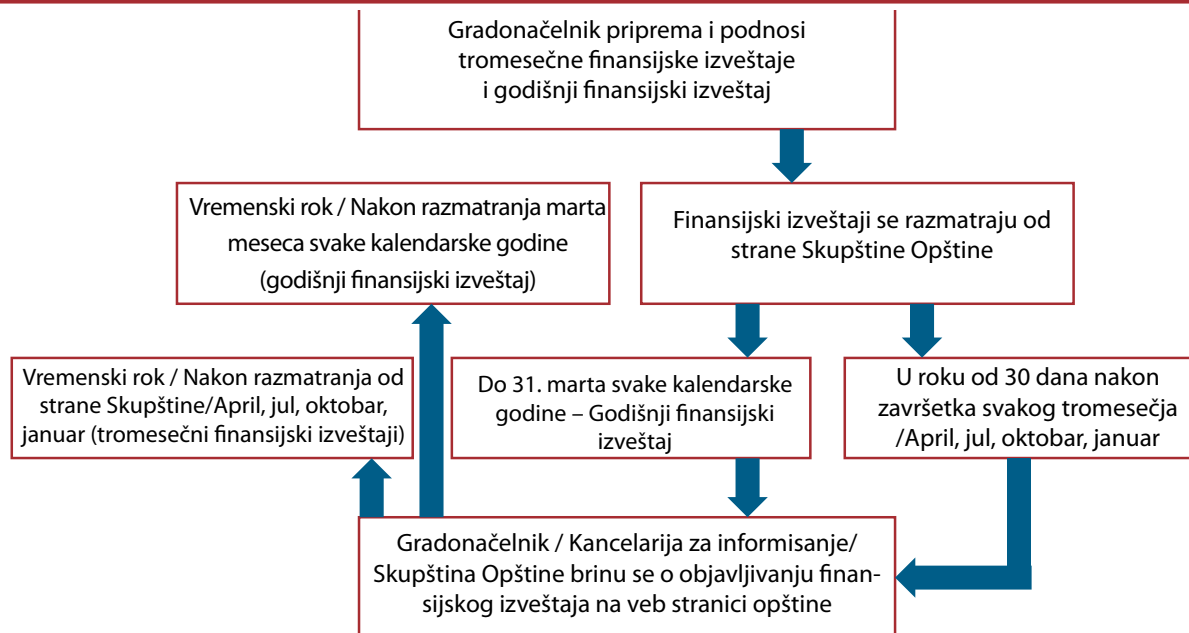 Gradonačelnik priprema i podnosi
tromesečne finansijske izveštaje
i godišnji finansijski izveštaj
Vremenski rok / Nakon razmatranja marta
meseca svake kalendarske godine
(godišnji finansijski izveštaj)
Finansijski izveštaji se razmatraju od
strane Skupštine Opštine
Vremenski rok / Nakon razmatranja od
strane Skupštine/April, jul, oktobar,
januar (tromesečni finansijski izveštaji)
Do 31. marta svake kalendarske
godine – Godišnji finansijski
izveštaj
U roku od 30 dana nakon
završetka svakog tromesečja
/April, jul, oktobar, januar
Gradonačelnik / Kancelarija za informisanje/
Skupština Opštine brinu se o objavljivanju finan-
sijskog izveštaja na veb stranici opštine